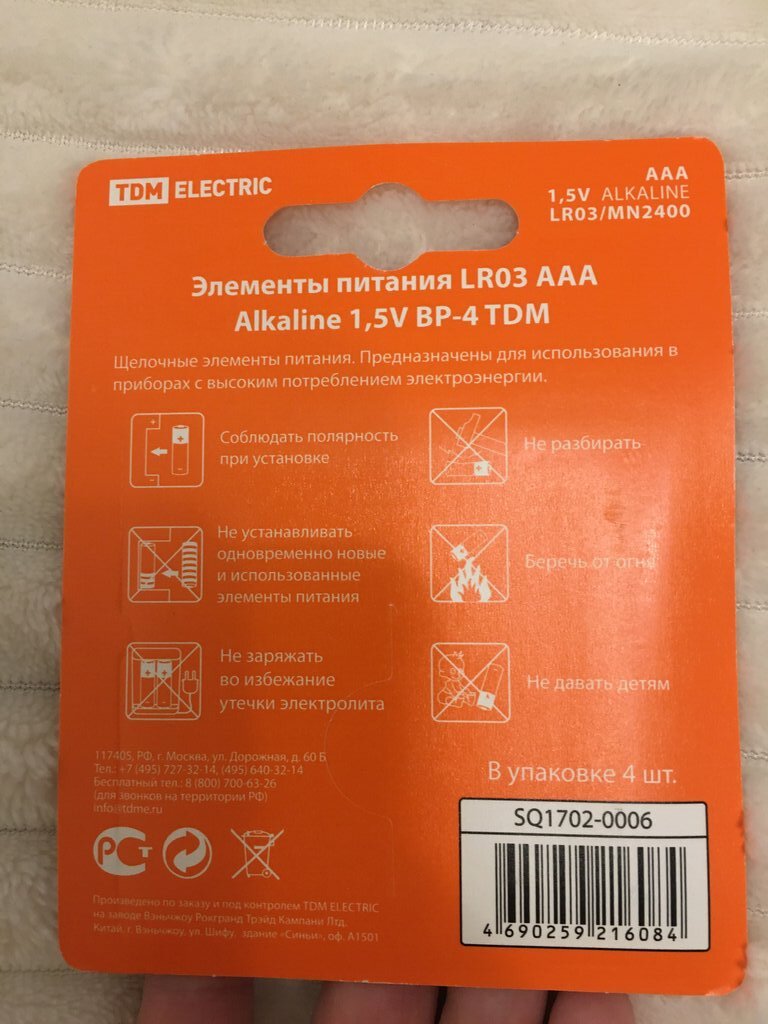 TDM ELECTRIC
AAA
1,5V ALKALINE
LR03/MN2400
Элементы питания LR03 AAA
Alkaline 1,5V BP-4 TDM
Щелочные элементы питания. Предназначены для использования в
приборах с высоким потреблением электроэнергии.
Соблюдать полярность
при установке
Не разбирать
Не устанавливать
одновременно новые
и использованные
элементы питания
Беречь от огня
Не заряжать
во избежание
утечки электролита
Не давать детям
117405, РФ, г. Москва, ул. Дорожная, д. 60 Б
Тел.: +7 (495) 727-32-14, (495) 640-32-14
Бесплатный тел.: 8 (800) 700-63-26
(для звонков на территории РФ)
info@tdme.ru
В упаковке 4 шт.
SQ1702-0006
4 690259 216084
РСТ
Произведено по заказу и под контролем TDM ELECTRIC
на заводе Вэньчжоу Рокгранд Трэйд Кампани Лтд.
Китай, г. Вэньчжоу, ул. Шифу, здание «Синьи», оф. А1501